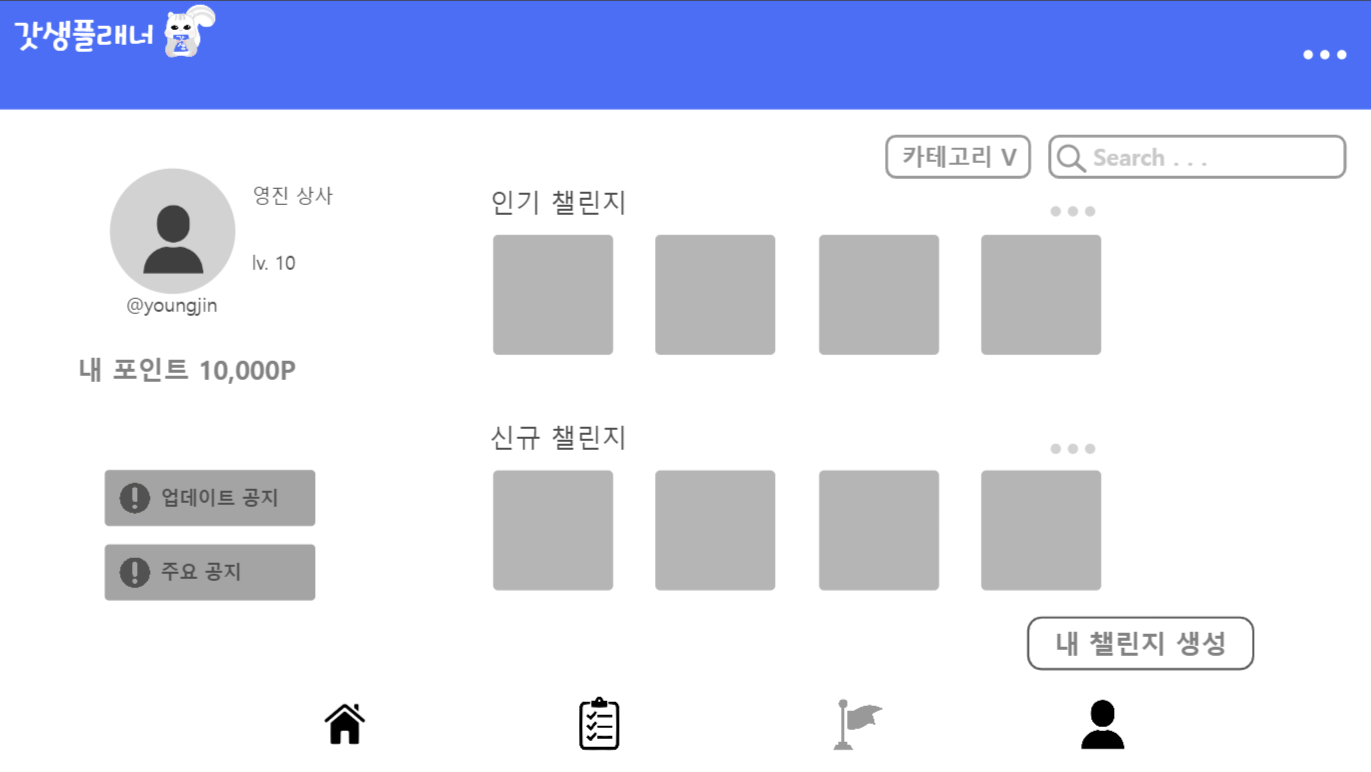 갓생플래너
카테고리 V
Search . . .
영진 상사
lv. 10
@youngjin
내 포인트 10,000P
업데이트 공지
주요 공지
인기 챌린지
신규 챌린지
내 챌린지 생성